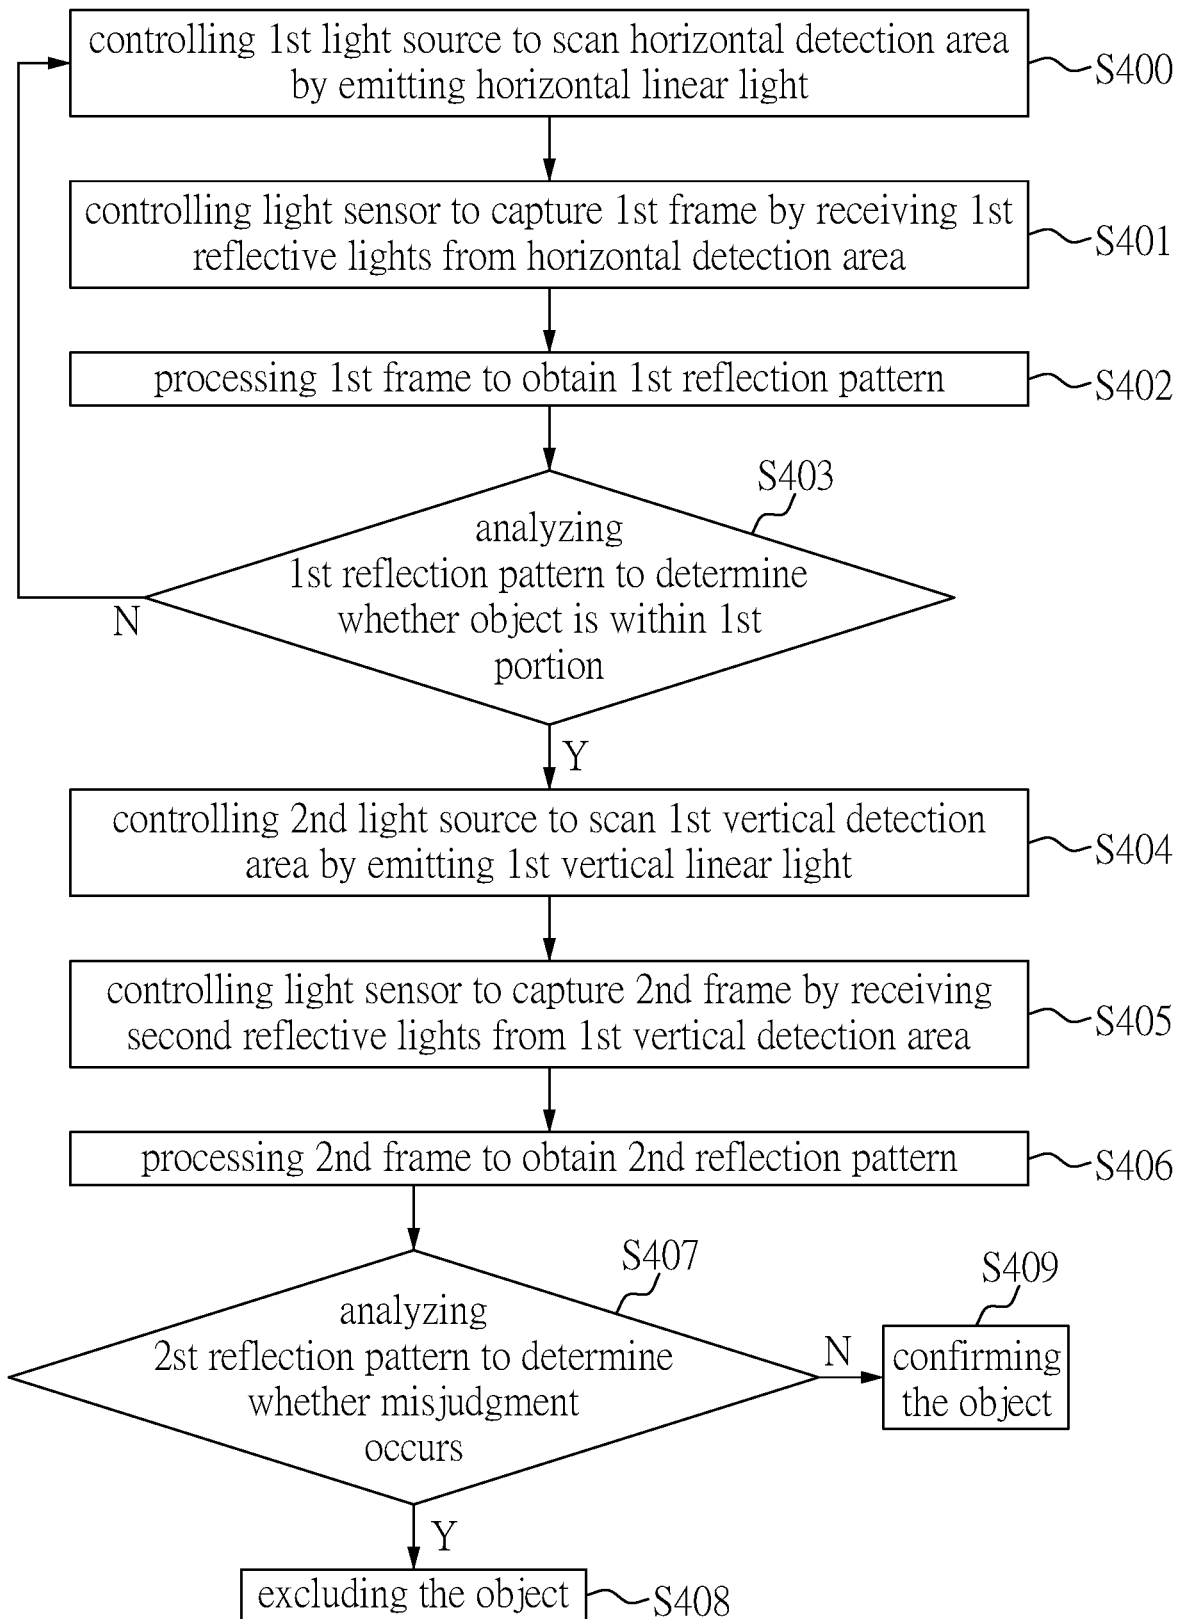 controlling 1st light source to scan horizontal detection area
by emitting horizontal linear light
S400
controlling light sensor to capture 1st frame by receiving 1st
reflective lights from horizontal detection area
S401
processing 1st frame to obtain 1st reflection pattern
S402
S403
analyzing
1st reflection pattern to determine
whether object is within 1st
portion
N
Y
controlling 2nd light source to scan 1st vertical detection
area by emitting 1st vertical linear light
S404
controlling light sensor to capture 2nd frame by receiving
second reflective lights from 1st vertical detection area
S405
processing 2nd frame to obtain 2nd reflection pattern
S406
S407
analyzing
2st reflection pattern to determine
whether misjudgment
occurs
N
S409
confirming
the object
Y
excluding the object
S408